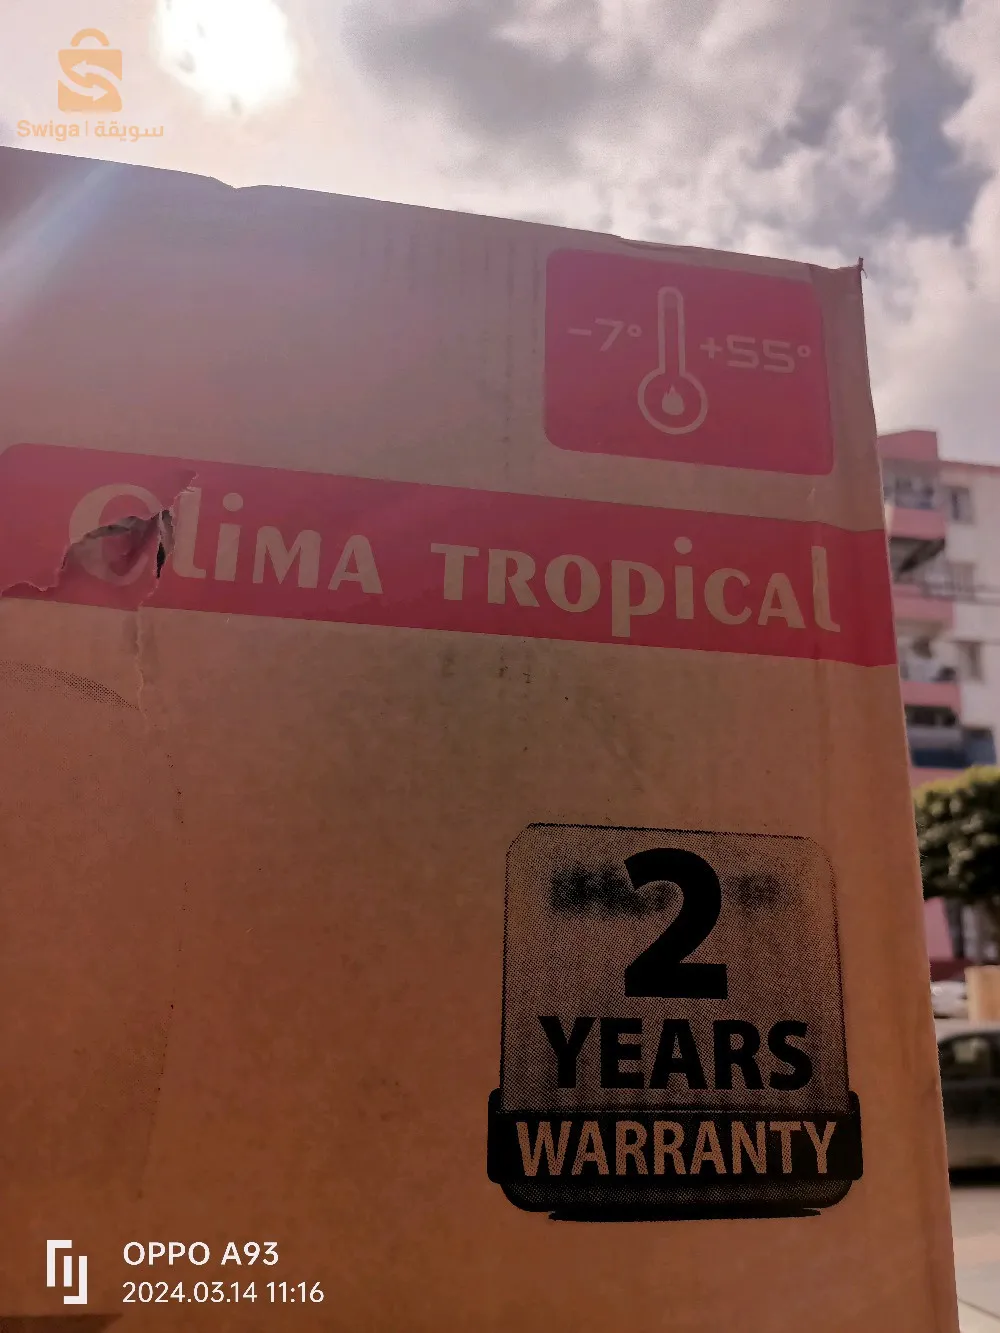 Swiga | سويقة
-7° +55°
Clima Tropical
2
YEARS
WARRANTY
OPPO A93
2024.03.14 11:16